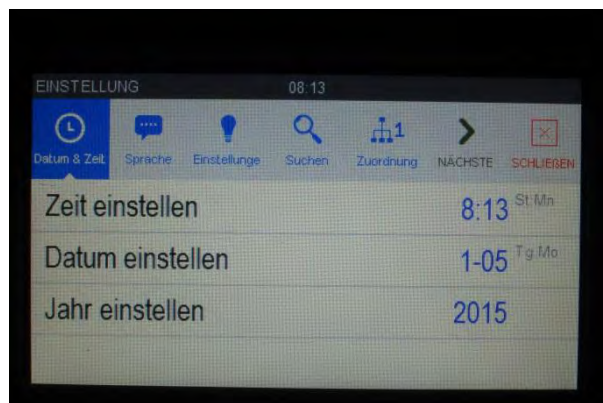 EINSTELLUNG 08:13
Datum & Zeit Sprache Einstellunge Suchen 1 Zuordnung NÄCHSTE SCHLIEßEN
Zeit einstellen 8:13 St:Mn
Datum einstellen 1-05 Tg:Mo
Jahr einstellen 2015